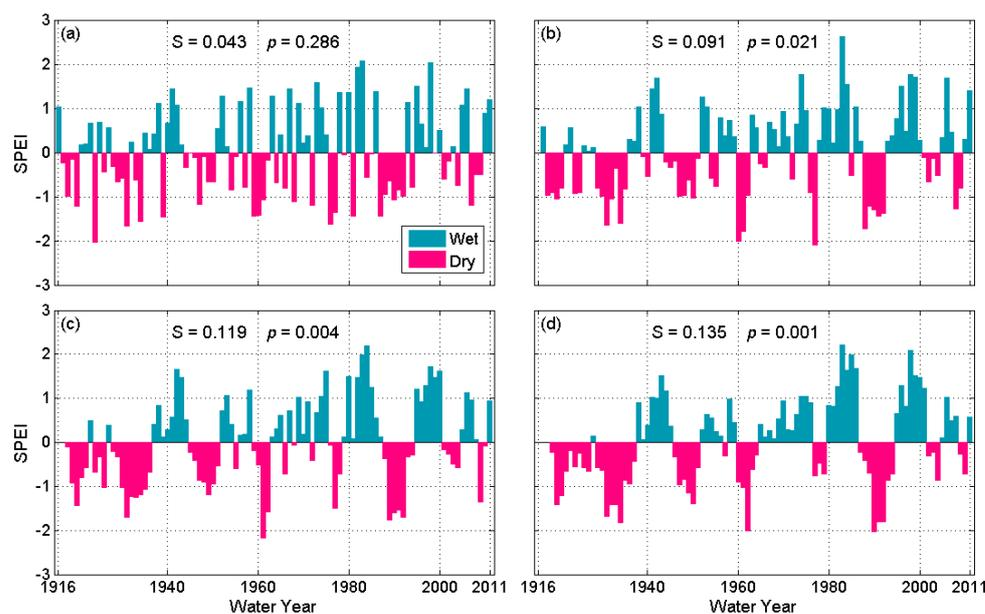 (a)
S = 0.043 p = 0.286
(b)
S = 0.091 p = 0.021
3
2
1
0
-1
-2
-3
SPEI
Wet
Dry
(c)
S = 0.119 p = 0.004
(d)
S = 0.135 p = 0.001
3
2
1
0
-1
-2
-3
SPEI
1916 1940 1960 1980 2000 2011
1916 1940 1960 1980 2000 2011
Water Year
Water Year